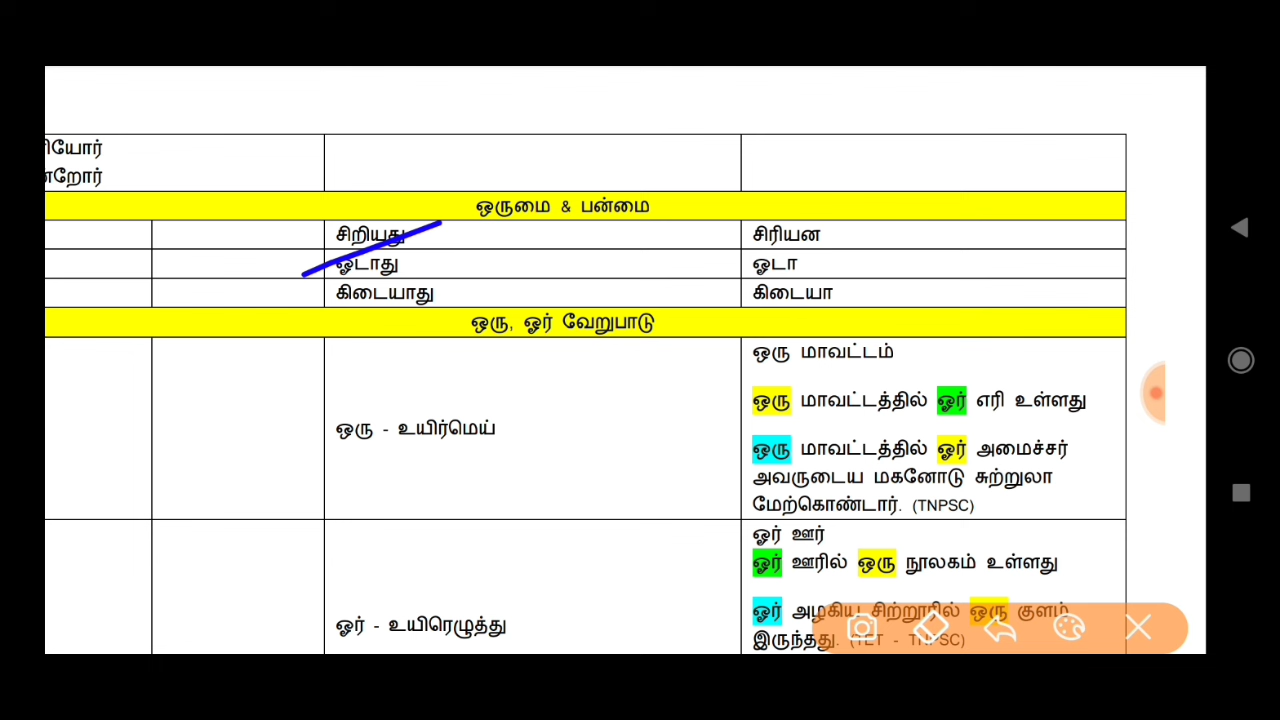 ியோர்
ன்றோர்
ஒருமை & பன்மை
சிறியது சிரியன
ஓடாது ஓடா
கிடையாது கிடையா
ஒரு, ஓர் வேறுபாடு
ஒரு மாவட்டம்
ஒரு மாவட்டத்தில் ஓர் எரி உள்ளது
ஒரு - உயிர்மெய்
ஒரு மாவட்டத்தில் ஓர் அமைச்சர்
அவருடைய மகனோடு சுற்றுலா
மேற்கொண்டார். (TNPSC)
ஓர் ஊர்
ஓர் ஊரில் ஒரு நூலகம் உள்ளது
ஓர் அழகிய சிற்றூரில் ஒரு குளம்
ஓர் - உயிரெழுத்து
இருந்தது. (TET - TNPSC)